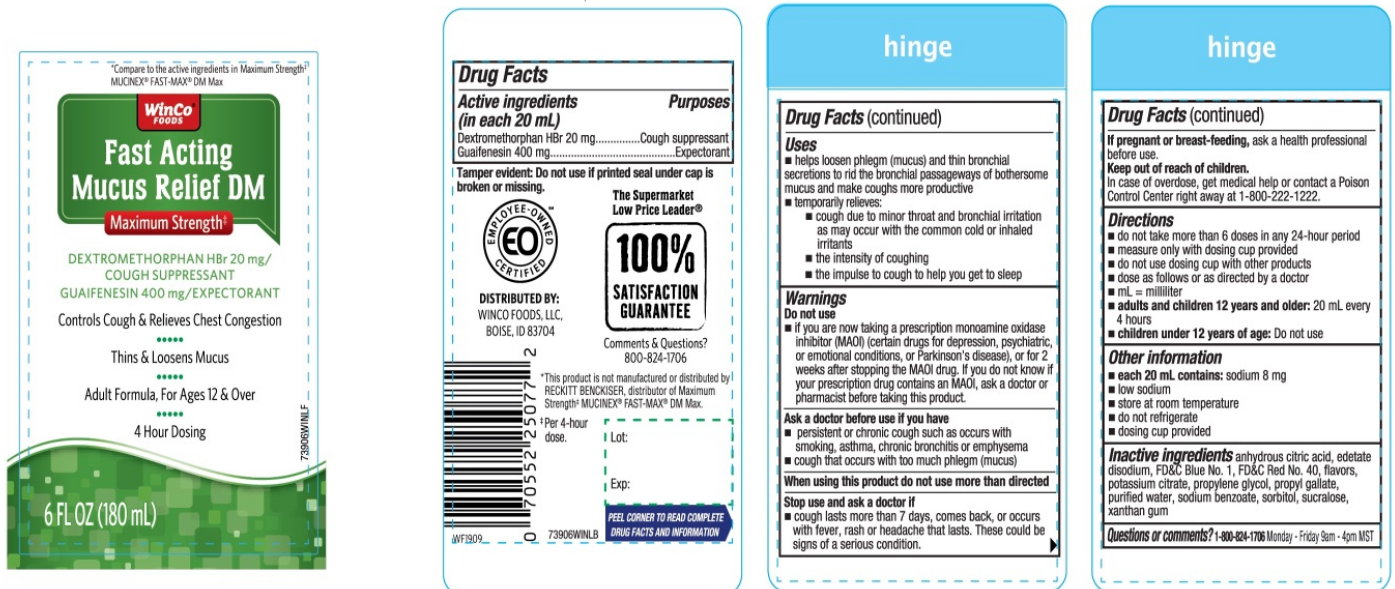 *Compare to the active ingredients in Maximum Strength‡
MUCINEX® FAST-MAX® DM Max
WinCo®
FOODS
Fast Acting
Mucus Relief DM
Maximum Strength‡
DEXTROMETHORPHAN HBr 20 mg/
COUGH SUPPRESSANT
GUAIFENESIN 400 mg/EXPECTORANT
Controls Cough & Relieves Chest Congestion
Thins & Loosens Mucus
Adult Formula, For Ages 12 & Over
4 Hour Dosing
73906WINLF
6 FL OZ (180 mL)
Drug Facts
Active ingredients Purposes
(in each 20 mL)
Dextromethorphan HBr 20 mg...............Cough suppressant
Guaifenesin 400 mg.........................................Expectorant
Tamper evident: Do not use if printed seal under cap is
broken or missing.
EMPLOYEE-OWNED
EO
CERTIFIED
The Supermarket
Low Price Leader®
100%
SATISFACTION
GUARANTEE
DISTRIBUTED BY:
WINCO FOODS, LLC,
BOISE, ID 83704
Comments & Questions?
800-824-1706
*This product is not manufactured or distributed by
RECKITT BENCKISER, distributor of Maximum
Strength‡ MUCINEX® FAST-MAX® DM Max.
‡Per 4-hour
dose.
Lot:
Exp:
0 70552 25077 2
PEEL CORNER TO READ COMPLETE
DRUG FACTS AND INFORMATION
WF1909
73906WINLB
hinge
Drug Facts (continued)
Uses
■ helps loosen phlegm (mucus) and thin bronchial
secretions to rid the bronchial passageways of bothersome
mucus and make coughs more productive
■ temporarily relieves:
■ cough due to minor throat and bronchial irritation
as may occur with the common cold or inhaled
irritants
■ the intensity of coughing
■ the impulse to cough to help you get to sleep
Warnings
Do not use
■ if you are now taking a prescription monoamine oxidase
inhibitor (MAOI) (certain drugs for depression, psychiatric,
or emotional conditions, or Parkinson's disease), or for 2
weeks after stopping the MAOI drug. If you do not know if
your prescription drug contains an MAOI, ask a doctor or
pharmacist before taking this product.
Ask a doctor before use if you have
■ persistent or chronic cough such as occurs with
smoking, asthma, chronic bronchitis or emphysema
■ cough that occurs with too much phlegm (mucus)
When using this product do not use more than directed
Stop use and ask a doctor if
■ cough lasts more than 7 days, comes back, or occurs
with fever, rash or headache that lasts. These could be
signs of a serious condition.
hinge
Drug Facts (continued)
If pregnant or breast-feeding, ask a health professional
before use.
Keep out of reach of children.
In case of overdose, get medical help or contact a Poison
Control Center right away at 1-800-222-1222.
Directions
■ do not take more than 6 doses in any 24-hour period
■ measure only with dosing cup provided
■ do not use dosing cup with other products
■ dose as follows or as directed by a doctor
■ mL = milliliter
■ adults and children 12 years and older: 20 mL every
4 hours
■ children under 12 years of age: Do not use
Other information
■ each 20 mL contains: sodium 8 mg
■ low sodium
■ store at room temperature
■ do not refrigerate
■ dosing cup provided
Inactive ingredients anhydrous citric acid, edetate
disodium, FD&C Blue No. 1, FD&C Red No. 40, flavors,
potassium citrate, propylene glycol, propyl gallate,
purified water, sodium benzoate, sorbitol, sucralose,
xanthan gum
Questions or comments? 1-800-824-1706 Monday - Friday 9am - 4pm MST